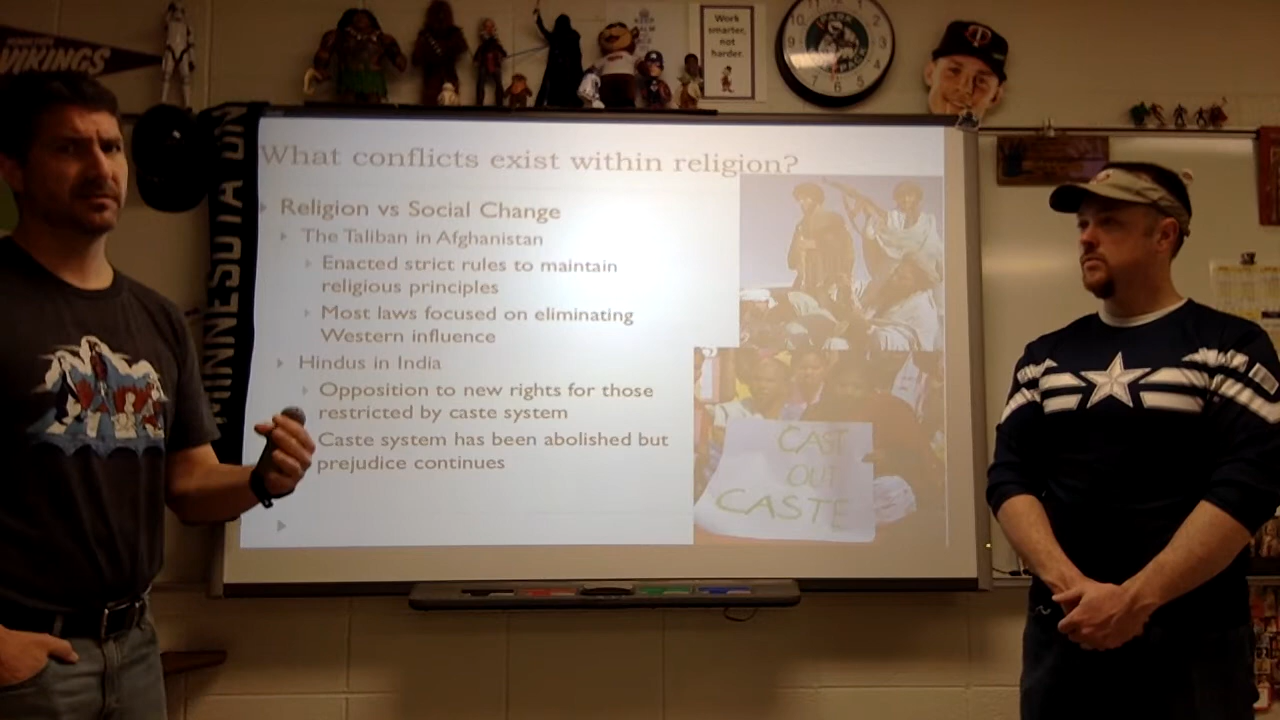 VIKINGS
Work
smarter,
not
harder.
MINNESOTA UN
What conflicts exist within religion?
Religion vs Social Change
The Taliban in Afghanistan
Enacted strict rules to maintain
religious principles
Most laws focused on eliminating
Western influence
Hindus in India
Opposition to new rights for those
restricted by caste system
Caste system has been abolished but
prejudice continues
CAST
OUT
CASTE